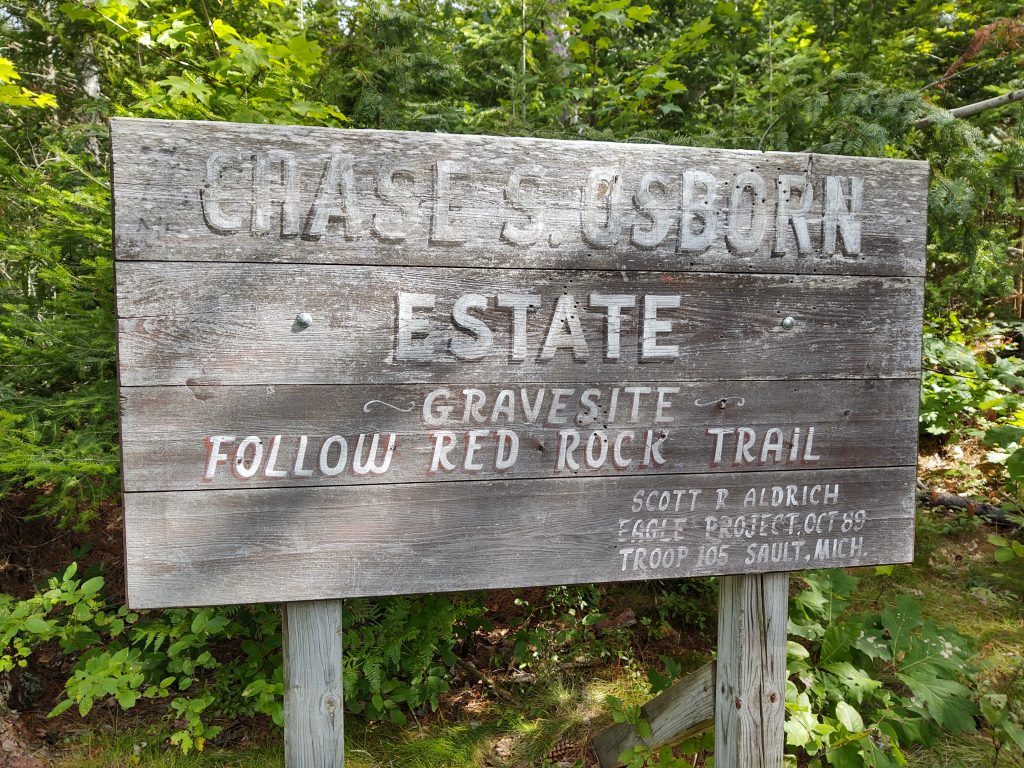 CHASE S. OSBORN
ESTATE
~ GRAVESITE ~
FOLLOW RED ROCK TRAIL
SCOTT R ALDRICH
EAGLE PROJECT, OCT 89
TROOP 105 SAULT, MICH.